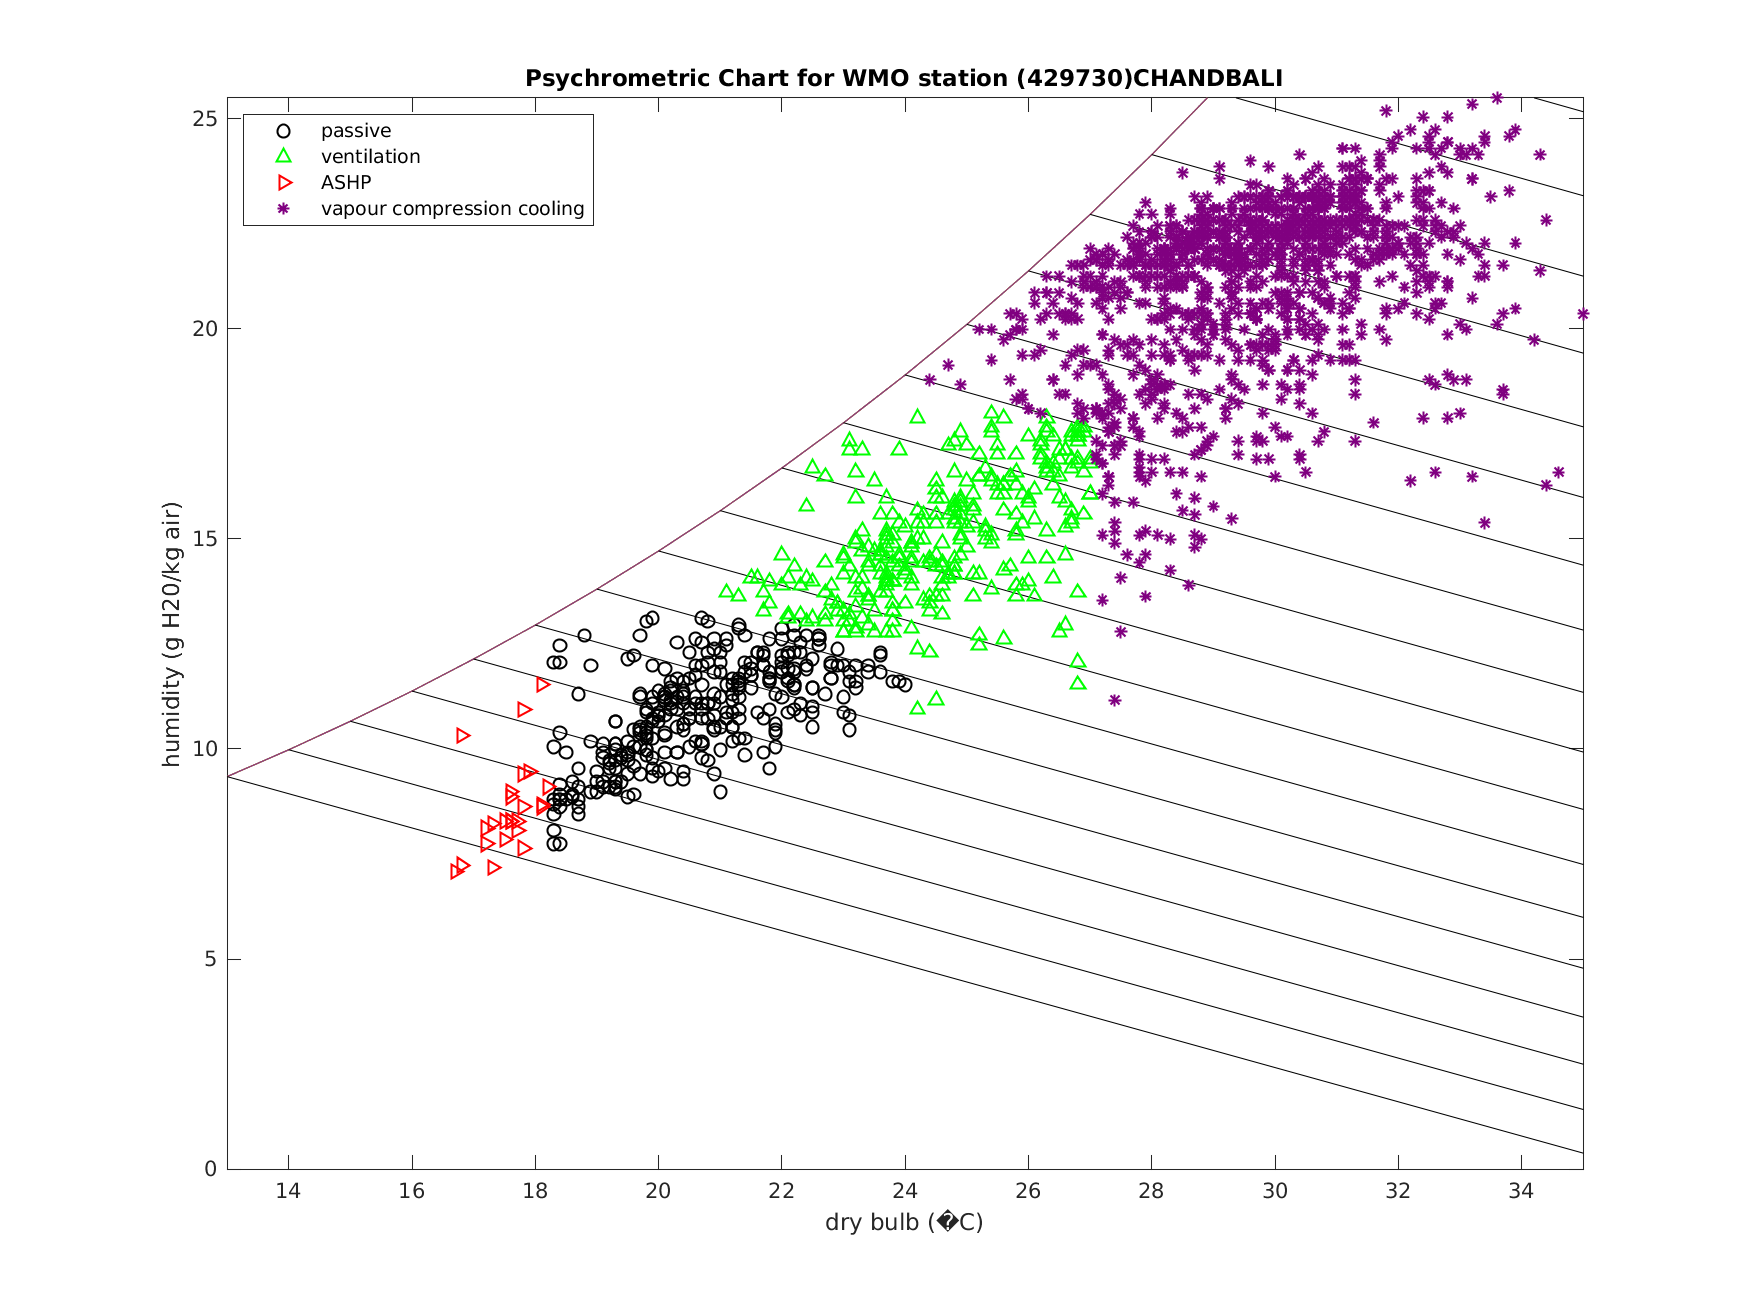 Psychrometric Chart for WMO station (429730)CHANDBALI
passive
ventilation
ASHP
vapour compression cooling
humidity (g H20/kg air)
25
20
15
10
5
0
14 16 18 20 22 24 26 28 30 32 34
dry bulb (�C)